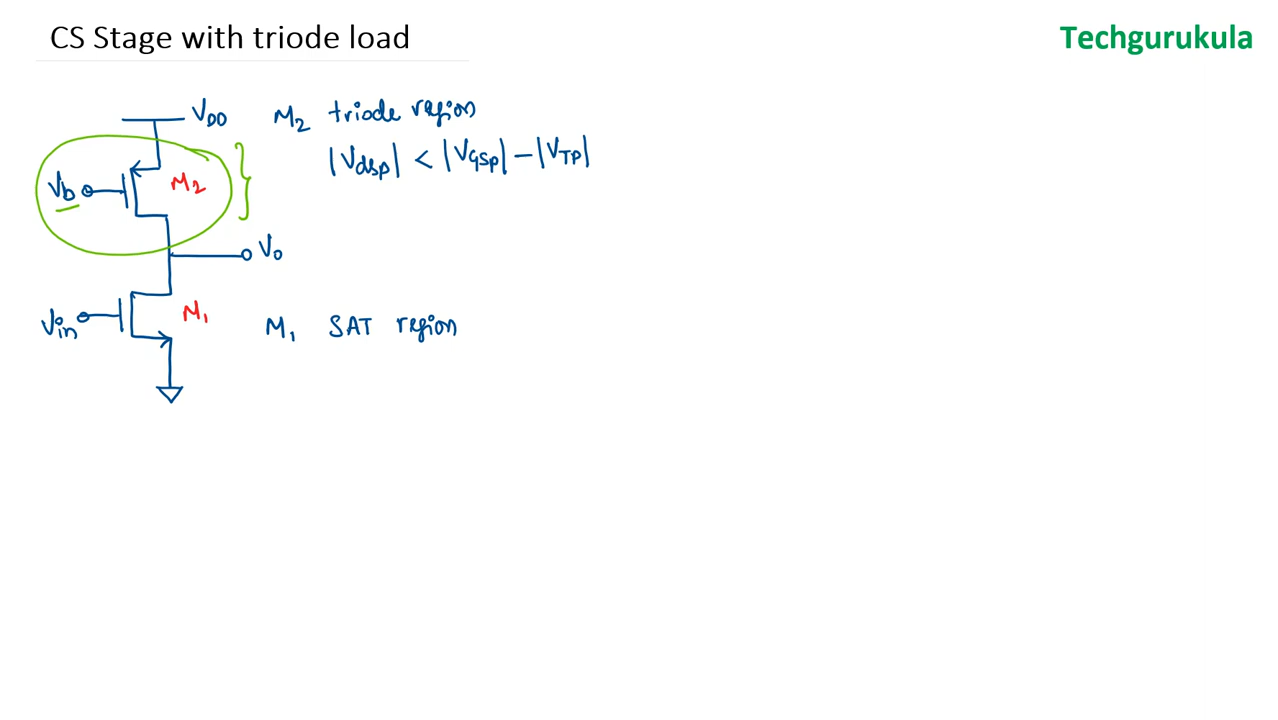 CS Stage with triode load
Techgurukula
VDD
M2 triode region
|Vdsp| < |VGSp| - |VTP|
Vb
M2
Vo
Vin
M1
M1 SAT region